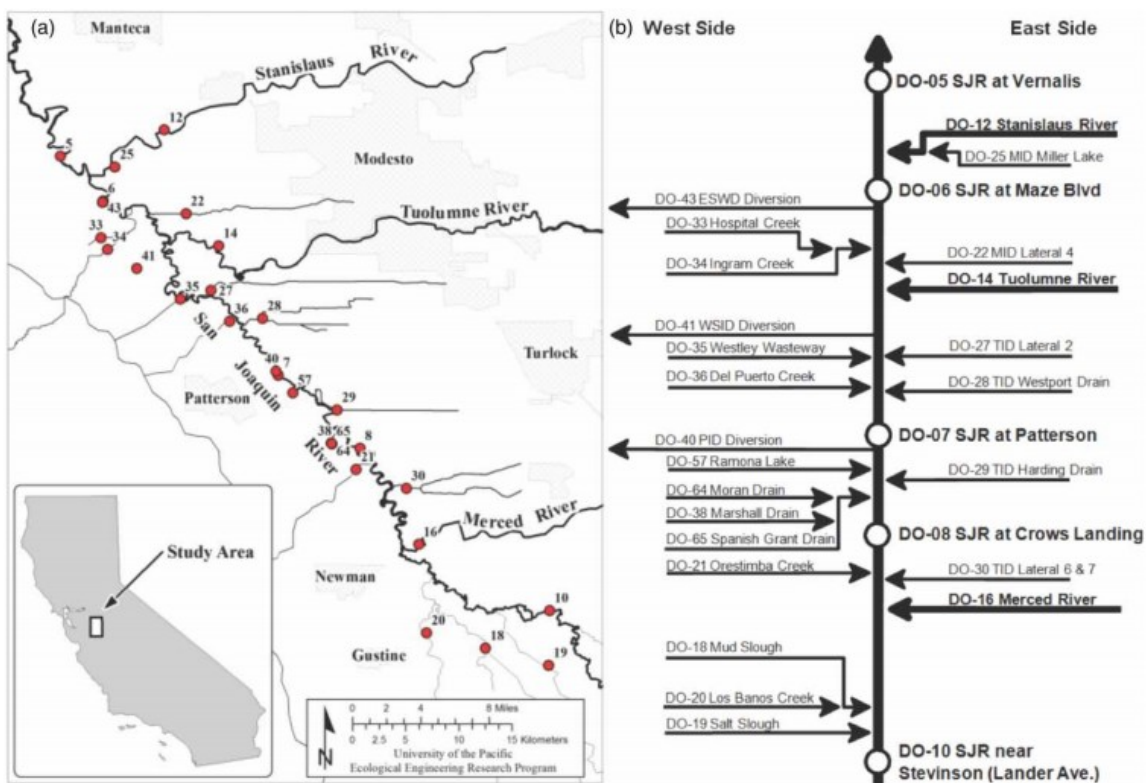 (a)
Manteca
Stanislaus River
12
5
25
Modesto
6
43
22
Tuolumne River
33
34
14
41
35
27
San Joaquin River
36
28
Turlock
40
7
57
Patterson
29
38
65
64
8
21
30
Merced River
16
Newman
10
20
18
Gustine
19
Study Area
0 2 4 8 Miles
0 2.5 5 10 15 Kilometers
N
University of the Pacific
Ecological Engineering Research Program
(b)
West Side
East Side
DO-05 SJR at Vernalis
DO-12 Stanislaus River
DO-25 MID Miller Lake
DO-06 SJR at Maze Blvd
DO-43 ESWD Diversion
DO-33 Hospital Creek
DO-22 MID Lateral 4
DO-34 Ingram Creek
DO-14 Tuolumne River
DO-41 WSID Diversion
DO-35 Westley Wasteway
DO-27 TID Lateral 2
DO-36 Del Puerto Creek
DO-28 TID Westport Drain
DO-07 SJR at Patterson
DO-40 PID Diversion
DO-57 Ramona Lake
DO-29 TID Harding Drain
DO-64 Moran Drain
DO-38 Marshall Drain
DO-08 SJR at Crows Landing
DO-65 Spanish Grant Drain
DO-21 Orestimba Creek
DO-30 TID Lateral 6 & 7
DO-16 Merced River
DO-18 Mud Slough
DO-20 Los Banos Creek
DO-19 Salt Slough
DO-10 SJR near
Stevinson (Lander Ave.)